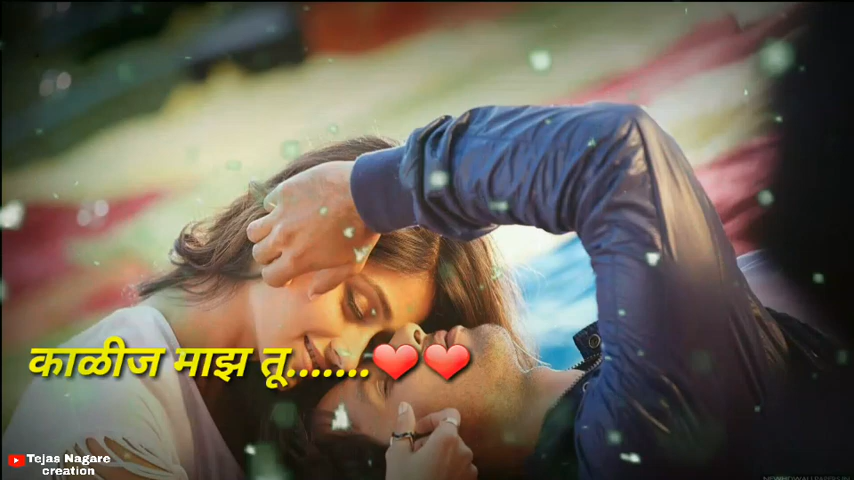 काळीज माझ तू.......❤️❤️
Tejas Nagare
creation